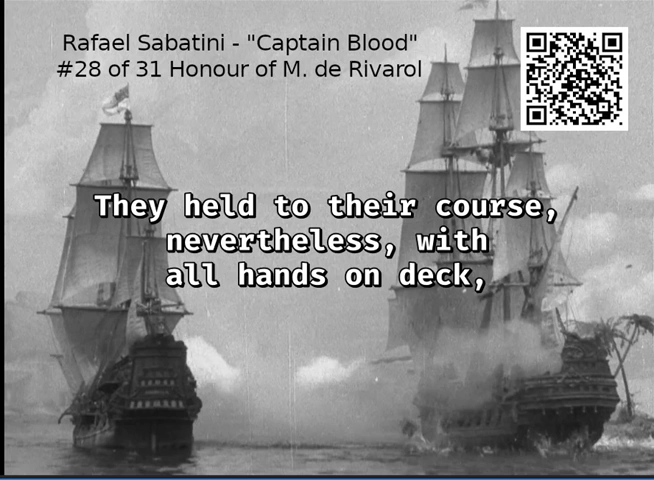 Rafael Sabatini - "Captain Blood"
#28 of 31 Honour of M. de Rivarol
They held to their course,
nevertheless, with
all hands on deck,